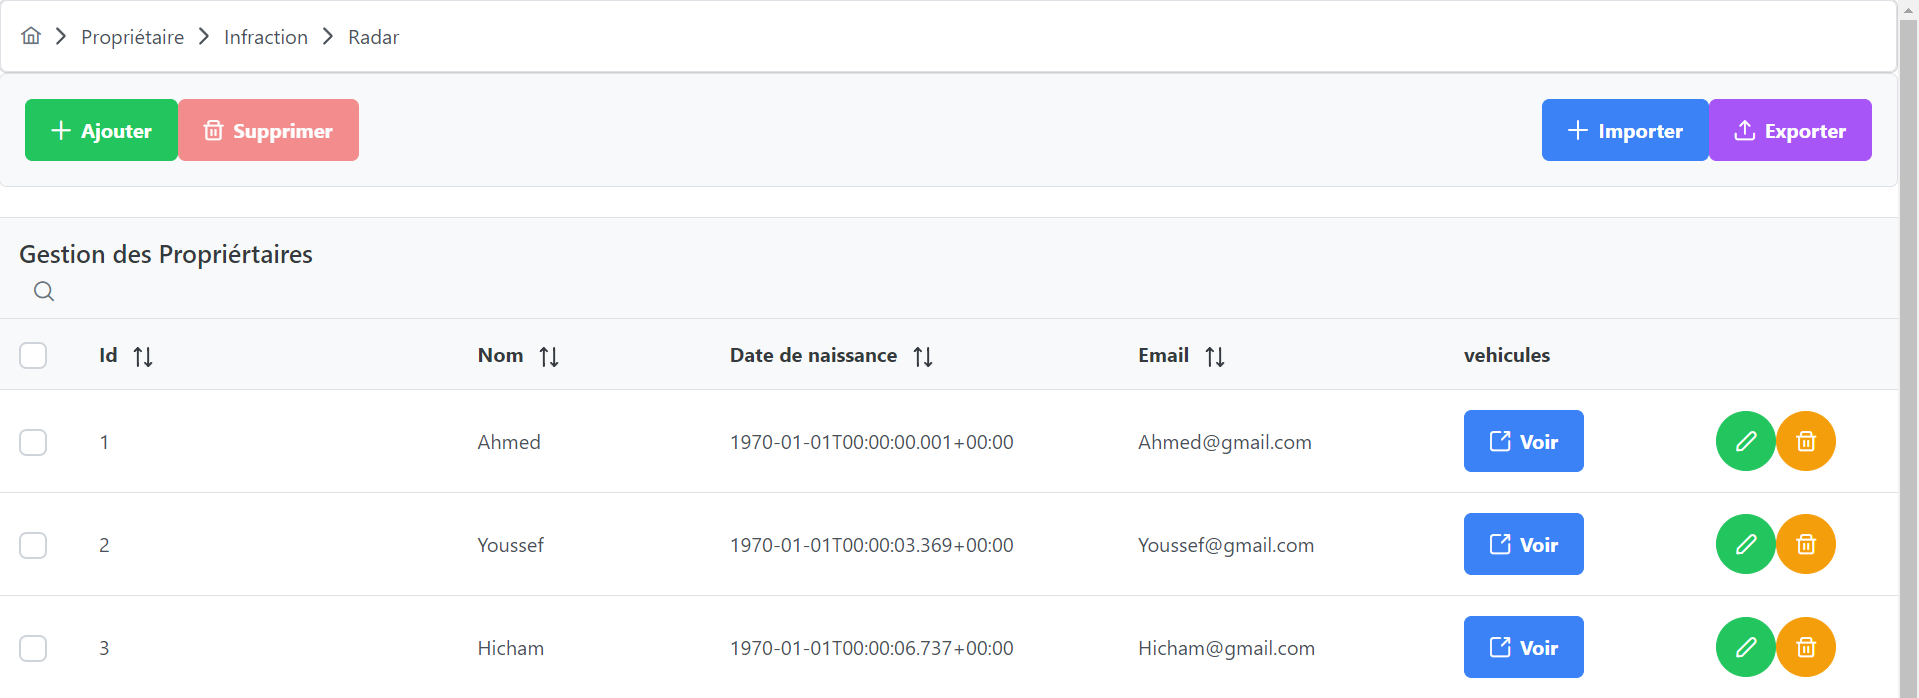 Propriétaire Infraction Radar
Ajouter Supprimer Importer Exporter
Gestion des Propriértaires
Id Nom Date de naissance Email vehicules
1 Ahmed 1970-01-01T00:00:00.001+00:00 Ahmed@gmail.com Voir
2 Youssef 1970-01-01T00:00:03.369+00:00 Youssef@gmail.com Voir
3 Hicham 1970-01-01T00:00:06.737+00:00 Hicham@gmail.com Voir